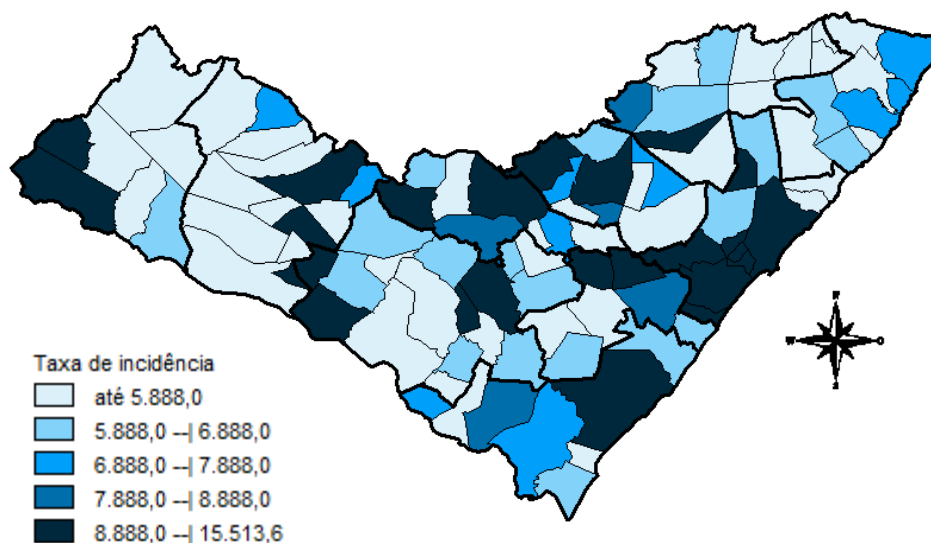 Taxa de incidência
até 5.888,0
5.888,0 --| 6.888,0
6.888,0 --| 7.888,0
7.888,0 --| 8.888,0
8.888,0 --| 15.513,6